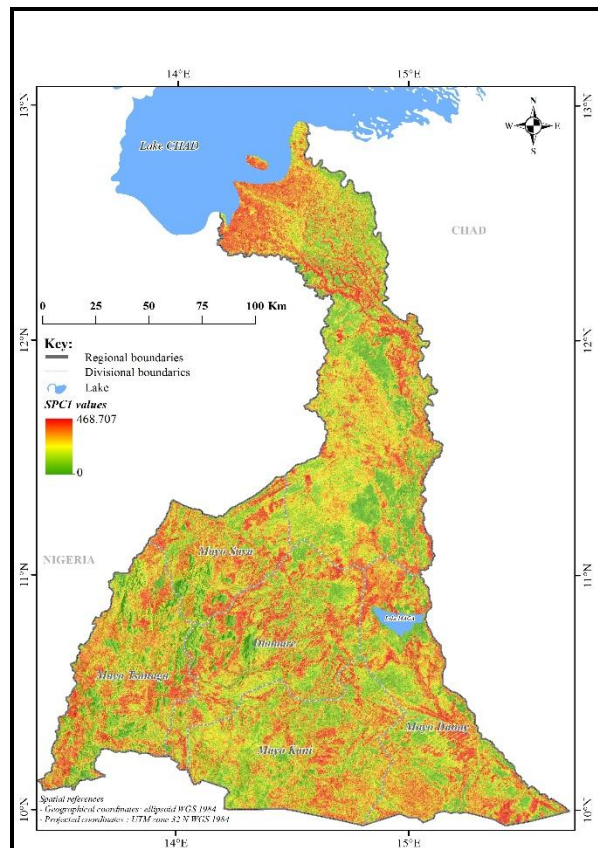 14°E 15°E
13°N 13°N
N
W E
S
Lake CHAD
CHAD
0 25 50 75 100 Km
12°N 12°N
Key:
Regional boundaries
Divisional boundaries
Lake
SPC1 values
468.707
0
Mayo Sava
NIGERIA
11°N 11°N
Diamare
Mayo Tsanaga
Mayo Danay
Mayo Kani
Spatial references
- Geographical coordinates: ellipsoid WGS 1984
- Projected coordinates : UTM zone 32 N WGS 1984
10°N 10°N
14°E 15°E